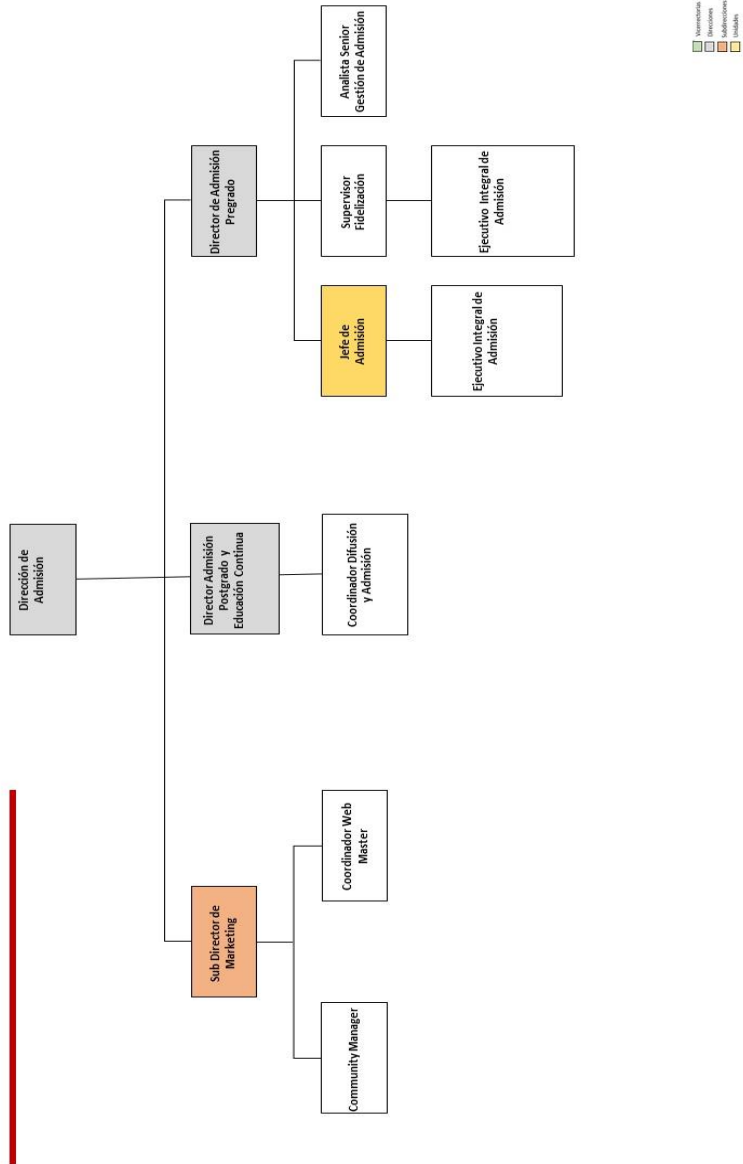 Dirección de
Admisión
Sub Director de
Marketing
Director Admisión
Postgrado y
Educación Continua
Director de Admisión
Pregrado
Community Manager
Coordinador Web
Master
Coordinador Difusión
y Admisión
Jefe de
Admisión
Supervisor
Fidelización
Analista Senior
Gestión de Admisión
Ejecutivo Integral de
Admisión
Ejecutivo Integral de
Admisión
Vicerrectorías
Direcciones
Subdirecciones
Unidades